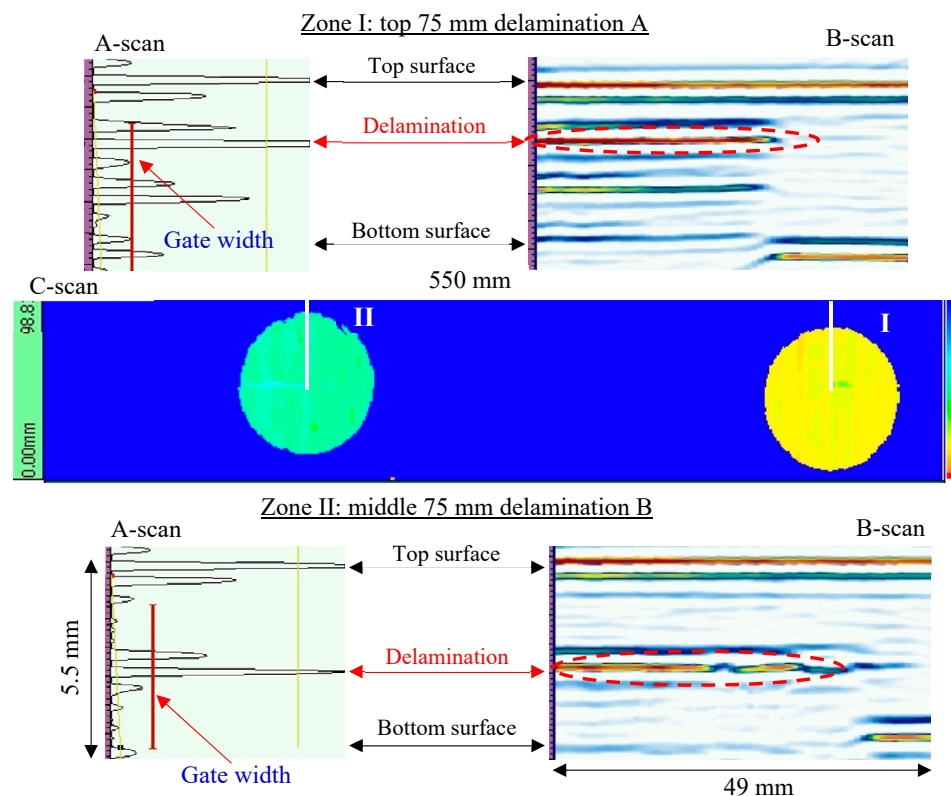 Zone I: top 75 mm delamination A
A-scan
B-scan
Top surface
Delamination
Gate width
Bottom surface
550 mm
C-scan
98.8
0.00mm
II
I
Zone II: middle 75 mm delamination B
A-scan
B-scan
Top surface
5.5 mm
Delamination
Bottom surface
Gate width
49 mm